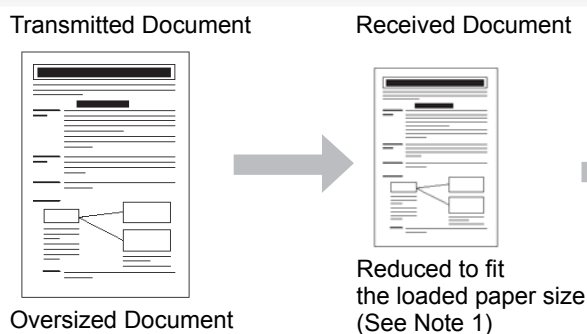 Transmitted Document
Received Document
Oversized Document
Reduced to fit
the loaded paper size
(See Note 1)